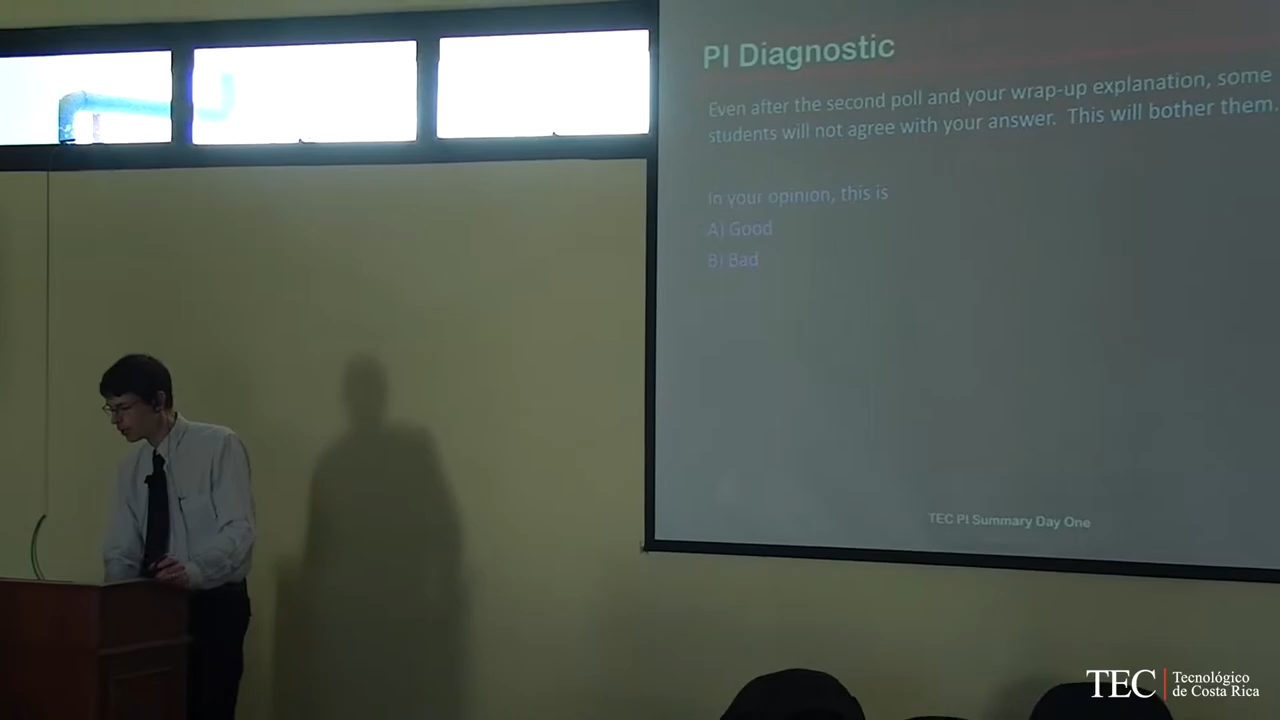 PI Diagnostic
Even after the second poll and your wrap-up explanation, some
students will not agree with your answer. This will bother them.
In your opinion, this is
A) Good
B) Bad
TEC PI Summary Day One
TEC
Tecnológico
de Costa Rica